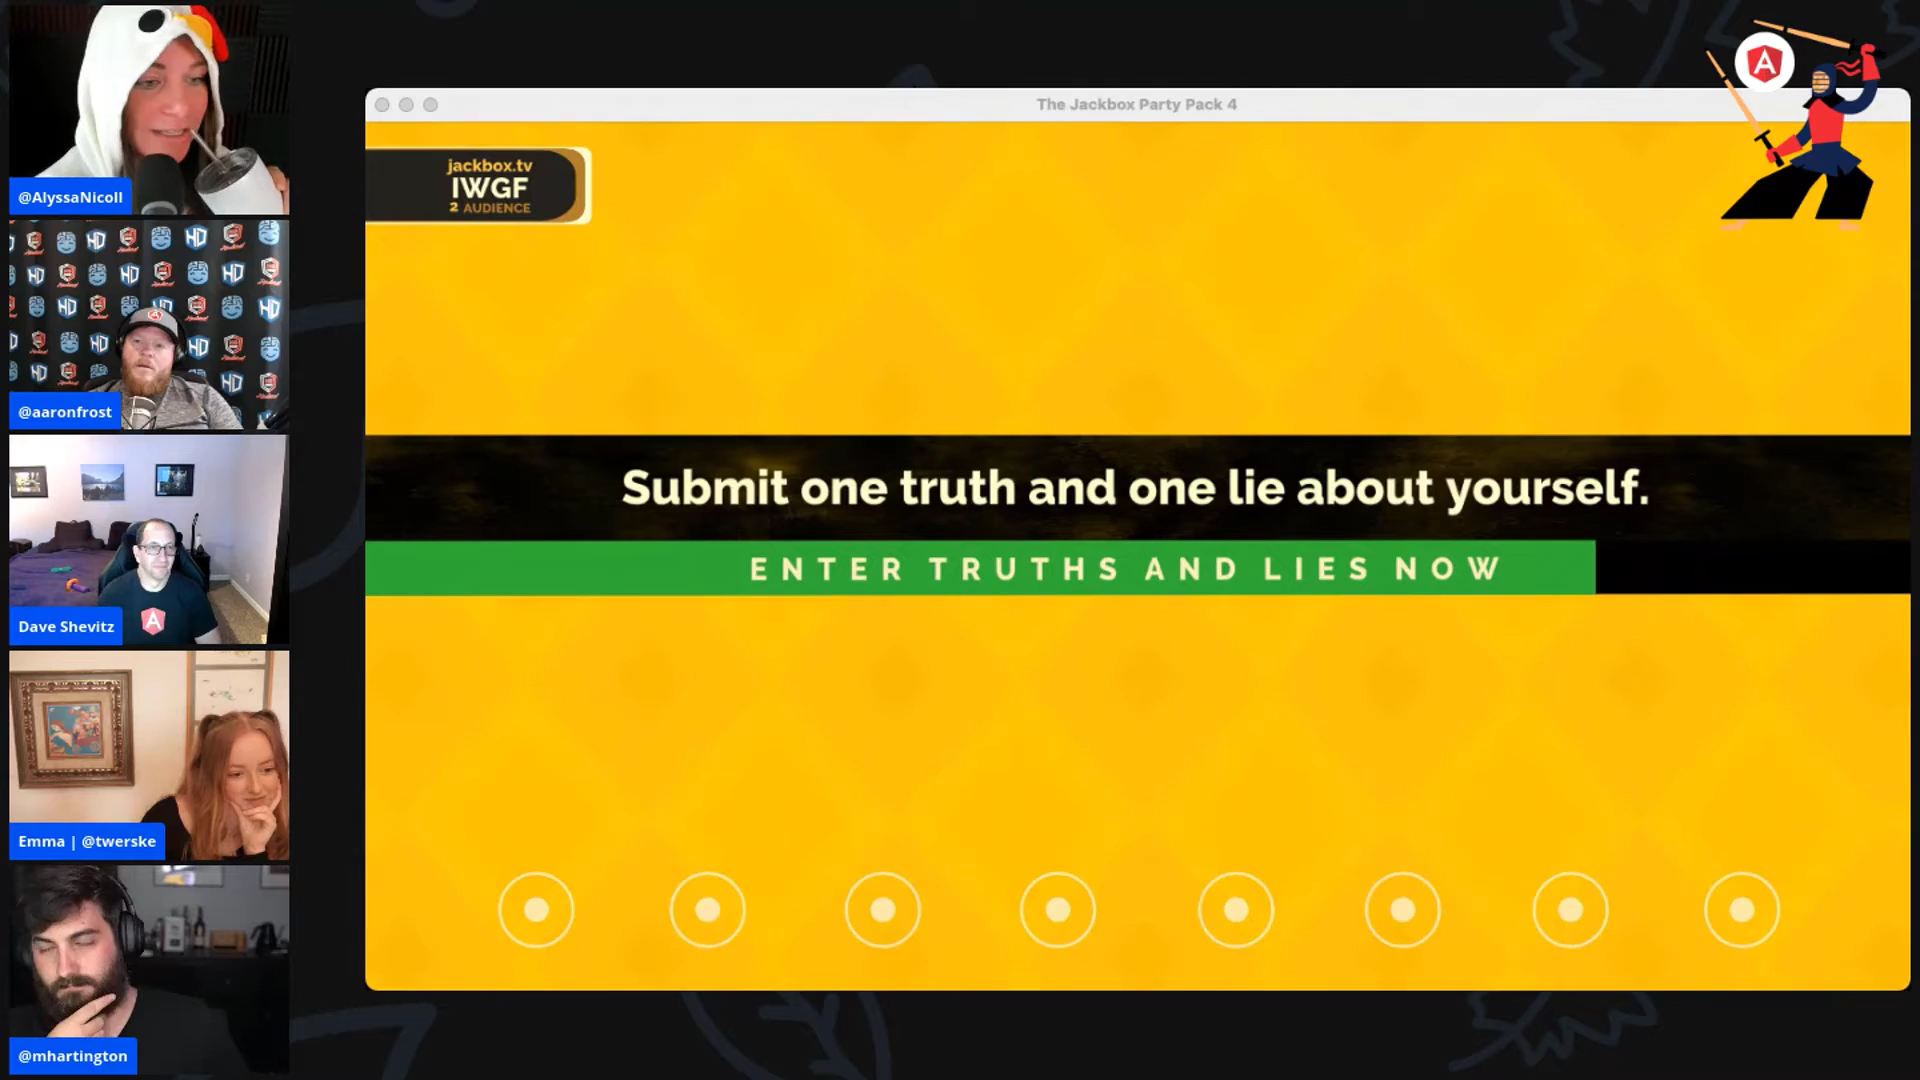 @AlyssaNicoll
@aaronfrost
Dave Shevitz
Emma | @twerske
@mhartington
The Jackbox Party Pack 4
jackbox.tv
IWGF
2 AUDIENCE
Submit one truth and one lie about yourself.
ENTER TRUTHS AND LIES NOW
A
HD
A
A